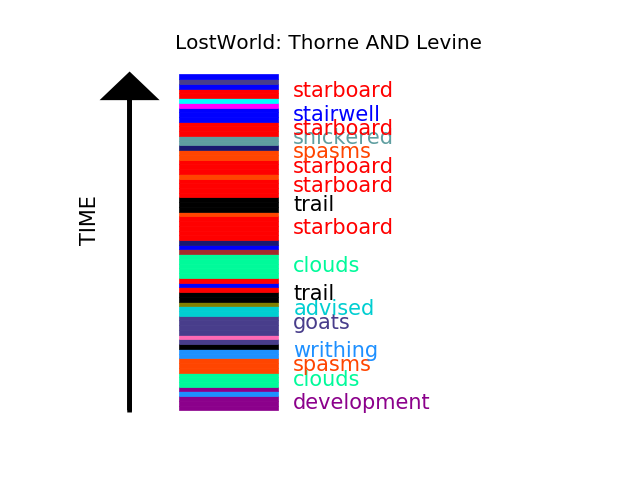 LostWorld: Thorne AND Levine
TIME
starboard
stairwell
starboard
snickered
spasms
starboard
starboard
trail
starboard
clouds
trail
advised
goats
writhing
spasms
clouds
development